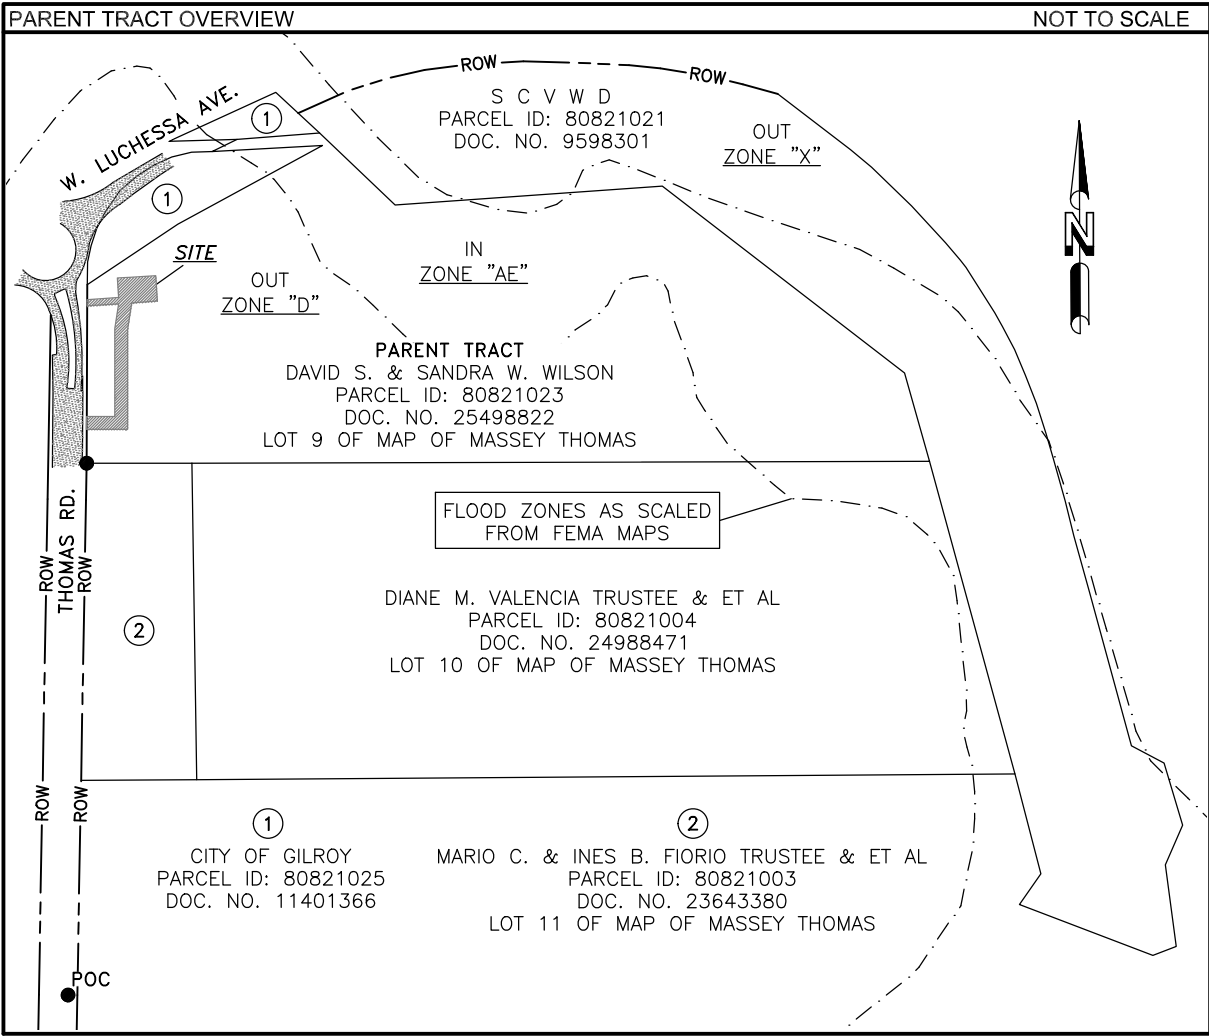 PARENT TRACT OVERVIEW
NOT TO SCALE
ROW
ROW
S C V W D
PARCEL ID: 80821021
DOC. NO. 9598301
OUT
ZONE "X"
W. LUCHESSA AVE.
1
1
N
SITE
IN
ZONE "AE"
OUT
ZONE "D"
PARENT TRACT
DAVID S. & SANDRA W. WILSON
PARCEL ID: 80821023
DOC. NO. 25498822
LOT 9 OF MAP OF MASSEY THOMAS
FLOOD ZONES AS SCALED
FROM FEMA MAPS
ROW
THOMAS RD.
ROW
2
DIANE M. VALENCIA TRUSTEE & ET AL
PARCEL ID: 80821004
DOC. NO. 24988471
LOT 10 OF MAP OF MASSEY THOMAS
ROW
ROW
1
CITY OF GILROY
PARCEL ID: 80821025
DOC. NO. 11401366
2
MARIO C. & INES B. FIORIO TRUSTEE & ET AL
PARCEL ID: 80821003
DOC. NO. 23643380
LOT 11 OF MAP OF MASSEY THOMAS
POC